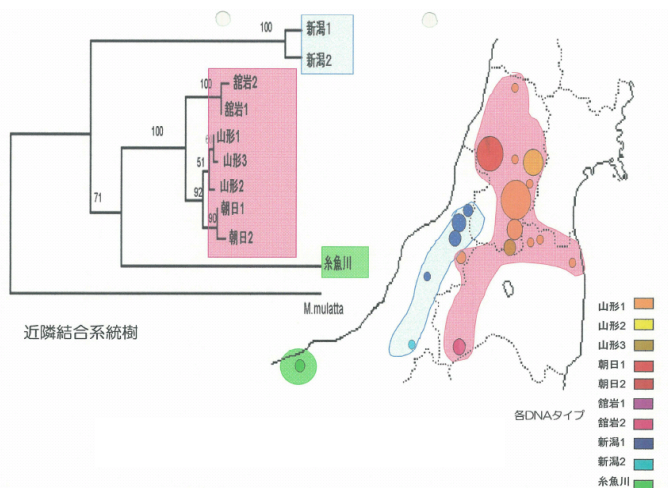 100
新潟1
新潟2
100
舘岩2
舘岩1
100
山形1
山形3
51
山形2
92
朝日1
90
朝日2
71
糸魚川
M.mulatta
近隣結合系統樹
各DNAタイプ
山形1
山形2
山形3
朝日1
朝日2
舘岩1
舘岩2
新潟1
新潟2
糸魚川